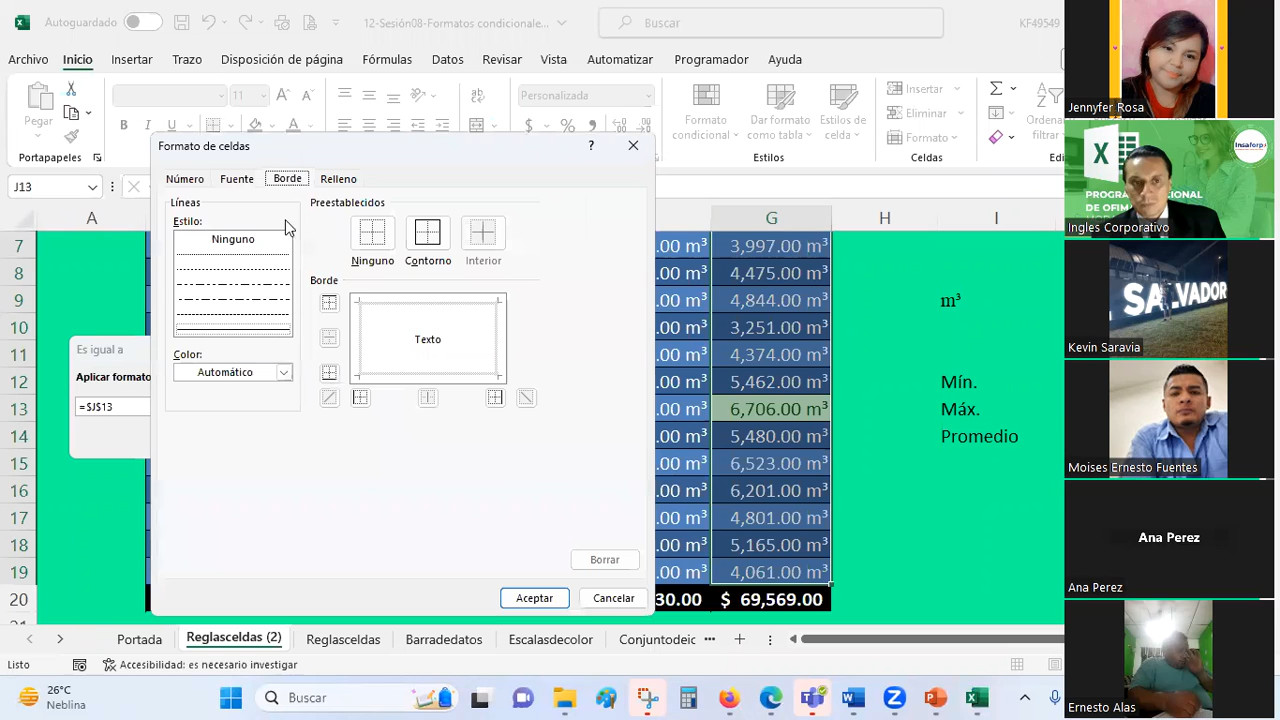 Autoguardado
12-Sesión08-Formatos condicionale...
Buscar
KF49549
Archivo Inicio Insertar Trazo Disposición de página Fórmulas Datos Revisar Vista Automatizar Programador Ayuda
Pegar
11
N K S
Personalizada
$ %
Formato condicional
Dar formato como tabla
Estilos de celda
Insertar
Eliminar
Formato
Ordenar filtrar
Portapapeles
Estilos
Celdas
J13
A G H I
7 .00 m³ 3,997.00 m³
8 .00 m³ 4,475.00 m³
9 .00 m³ 4,844.00 m³ m³
10 .00 m³ 3,251.00 m³
11 .00 m³ 4,374.00 m³
12 .00 m³ 5,462.00 m³ Mín.
13 .00 m³ 6,706.00 m³ Máx.
14 .00 m³ 5,480.00 m³ Promedio
15 .00 m³ 6,523.00 m³
16 .00 m³ 6,201.00 m³
17 .00 m³ 4,801.00 m³
18 .00 m³ 5,165.00 m³
19 .00 m³ 4,061.00 m³
20 30.00 $ 69,569.00
Es igual a
Aplicar formato
=$J$13
Formato de celdas
?
Número Fuente Borde Relleno
Líneas
Estilo:
Ninguno
Color:
Automático
Preestablecidos
Ninguno Contorno Interior
Borde
Texto
Borrar
Aceptar Cancelar
Portada Reglasceldas (2) Reglasceldas Barradedatos Escalasdecolor Conjuntodeic ...
Listo
Accesibilidad: es necesario investigar
26°C
Neblina
Buscar
Jennyfer Rosa
Insaforp
Ingles Corporativo
SALVADOR
Kevin Saravia
Moises Ernesto Fuentes
Ana Perez
Ana Perez
Ernesto Alas